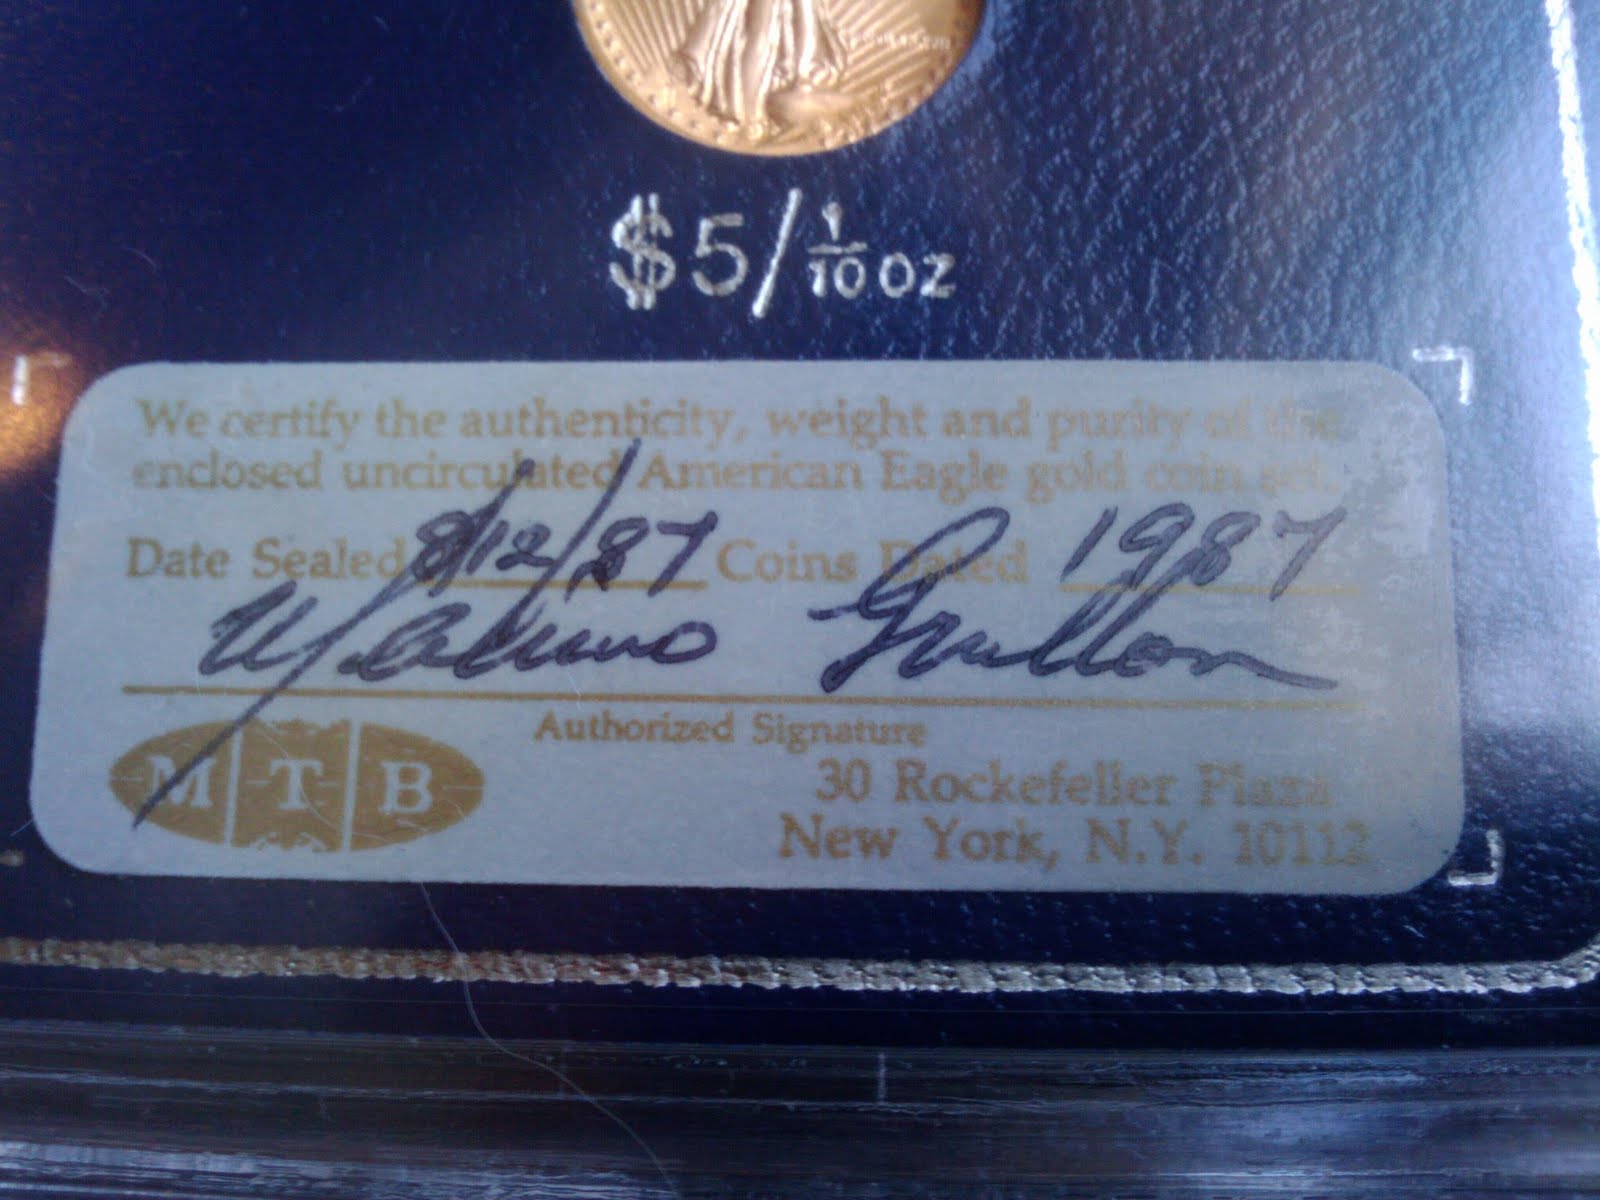 $5/1/10 OZ
We certify the authenticity, weight and purity of the
enclosed uncirculated American Eagle gold coin set.
Date Sealed 8/12/87 Coins Dated 1987
Authorized Signature
MTB
30 Rockefeller Plaza
New York, N.Y. 10112